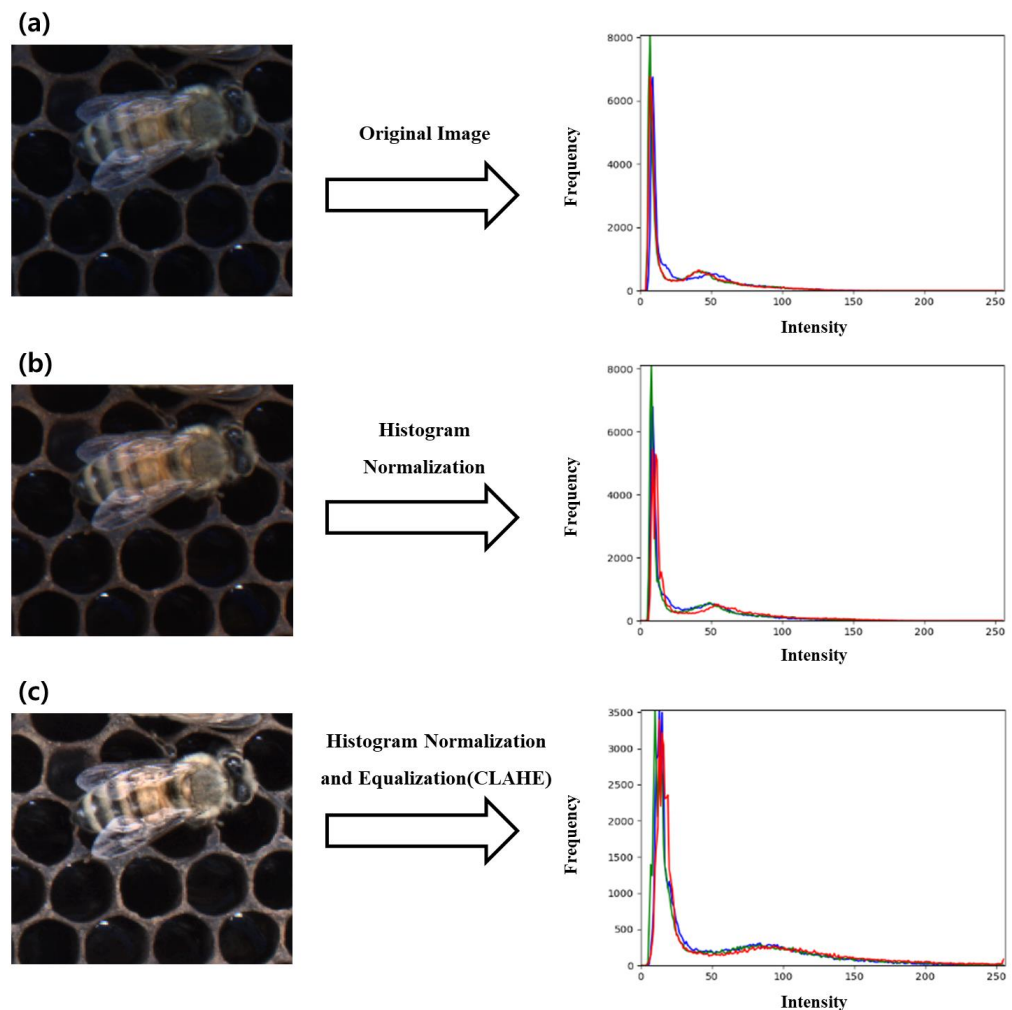 (a)
Original Image
8000
6000
4000
2000
0
Frequency
0 50 100 150 200 250
Intensity
(b)
Histogram
Normalization
8000
6000
4000
2000
0
Frequency
0 50 100 150 200 250
Intensity
(c)
Histogram Normalization
and Equalization(CLAHE)
3500
3000
2500
2000
1500
1000
500
0
Frequency
0 50 100 150 200 250
Intensity